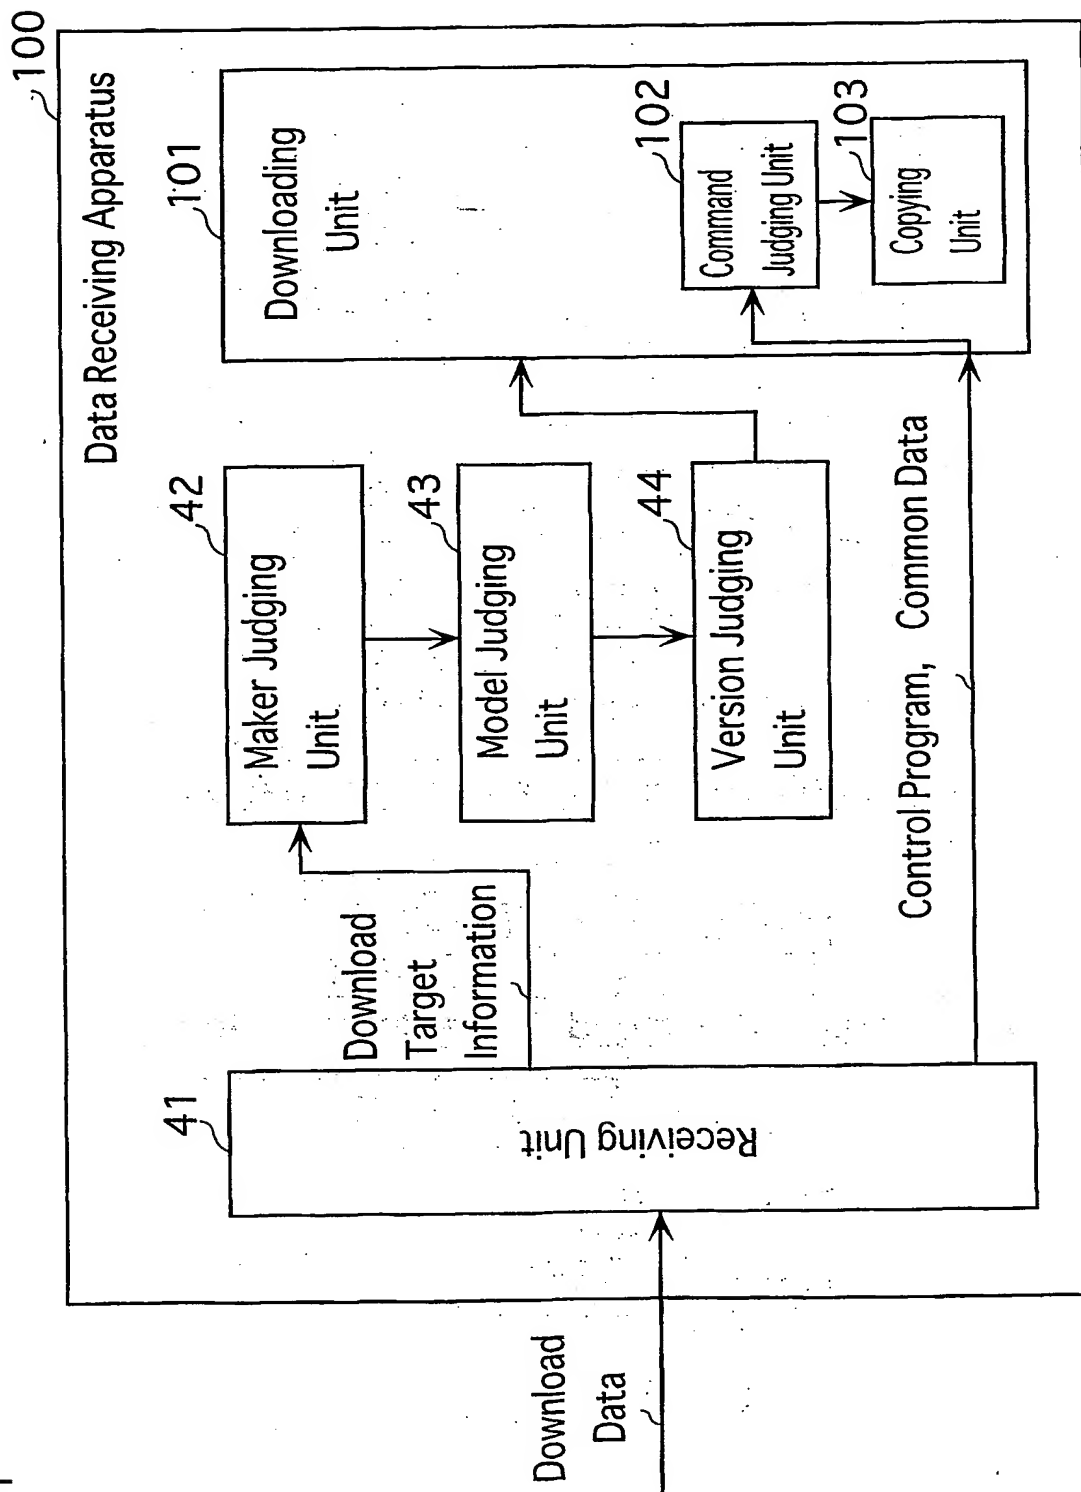 100
Data Receiving Apparatus
41
Receiving Unit
Download
Data
Download
Target
Information
42
Maker Judging
Unit
43
Model Judging
Unit
44
Version Judging
Unit
Control Program, Common Data
101
Downloading
Unit
102
Command
Judging Unit
103
Copying
Unit